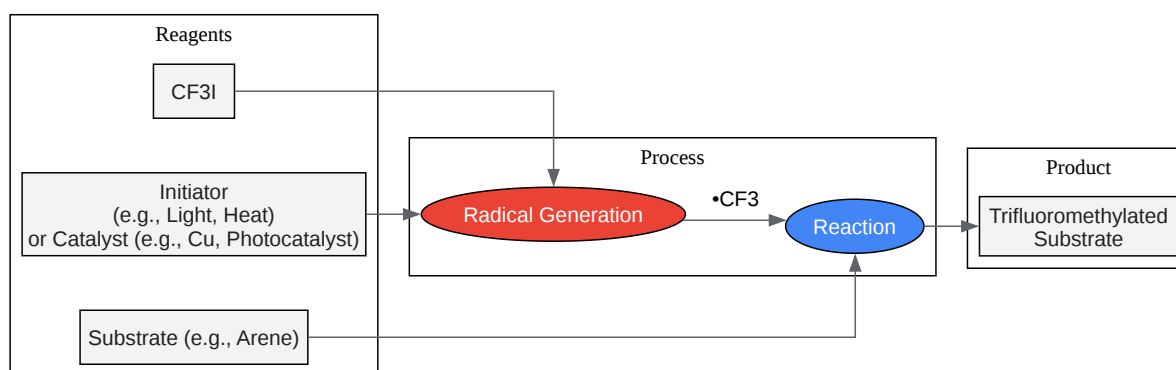 Reagents
CF3I
Initiator
(e.g., Light, Heat)
or Catalyst (e.g., Cu, Photocatalyst)
Substrate (e.g., Arene)
Process
Radical Generation
•CF3
Reaction
Product
Trifluoromethylated
Substrate